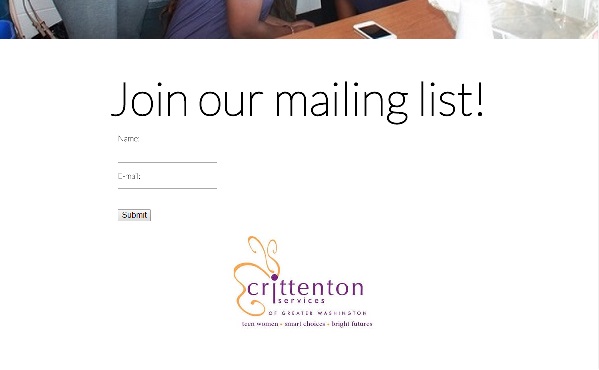 Join our mailing list!
Name:
E-mail:
Submit
crittenton
services
OF GREATER WASHINGTON
teen women • smart choices • bright futures